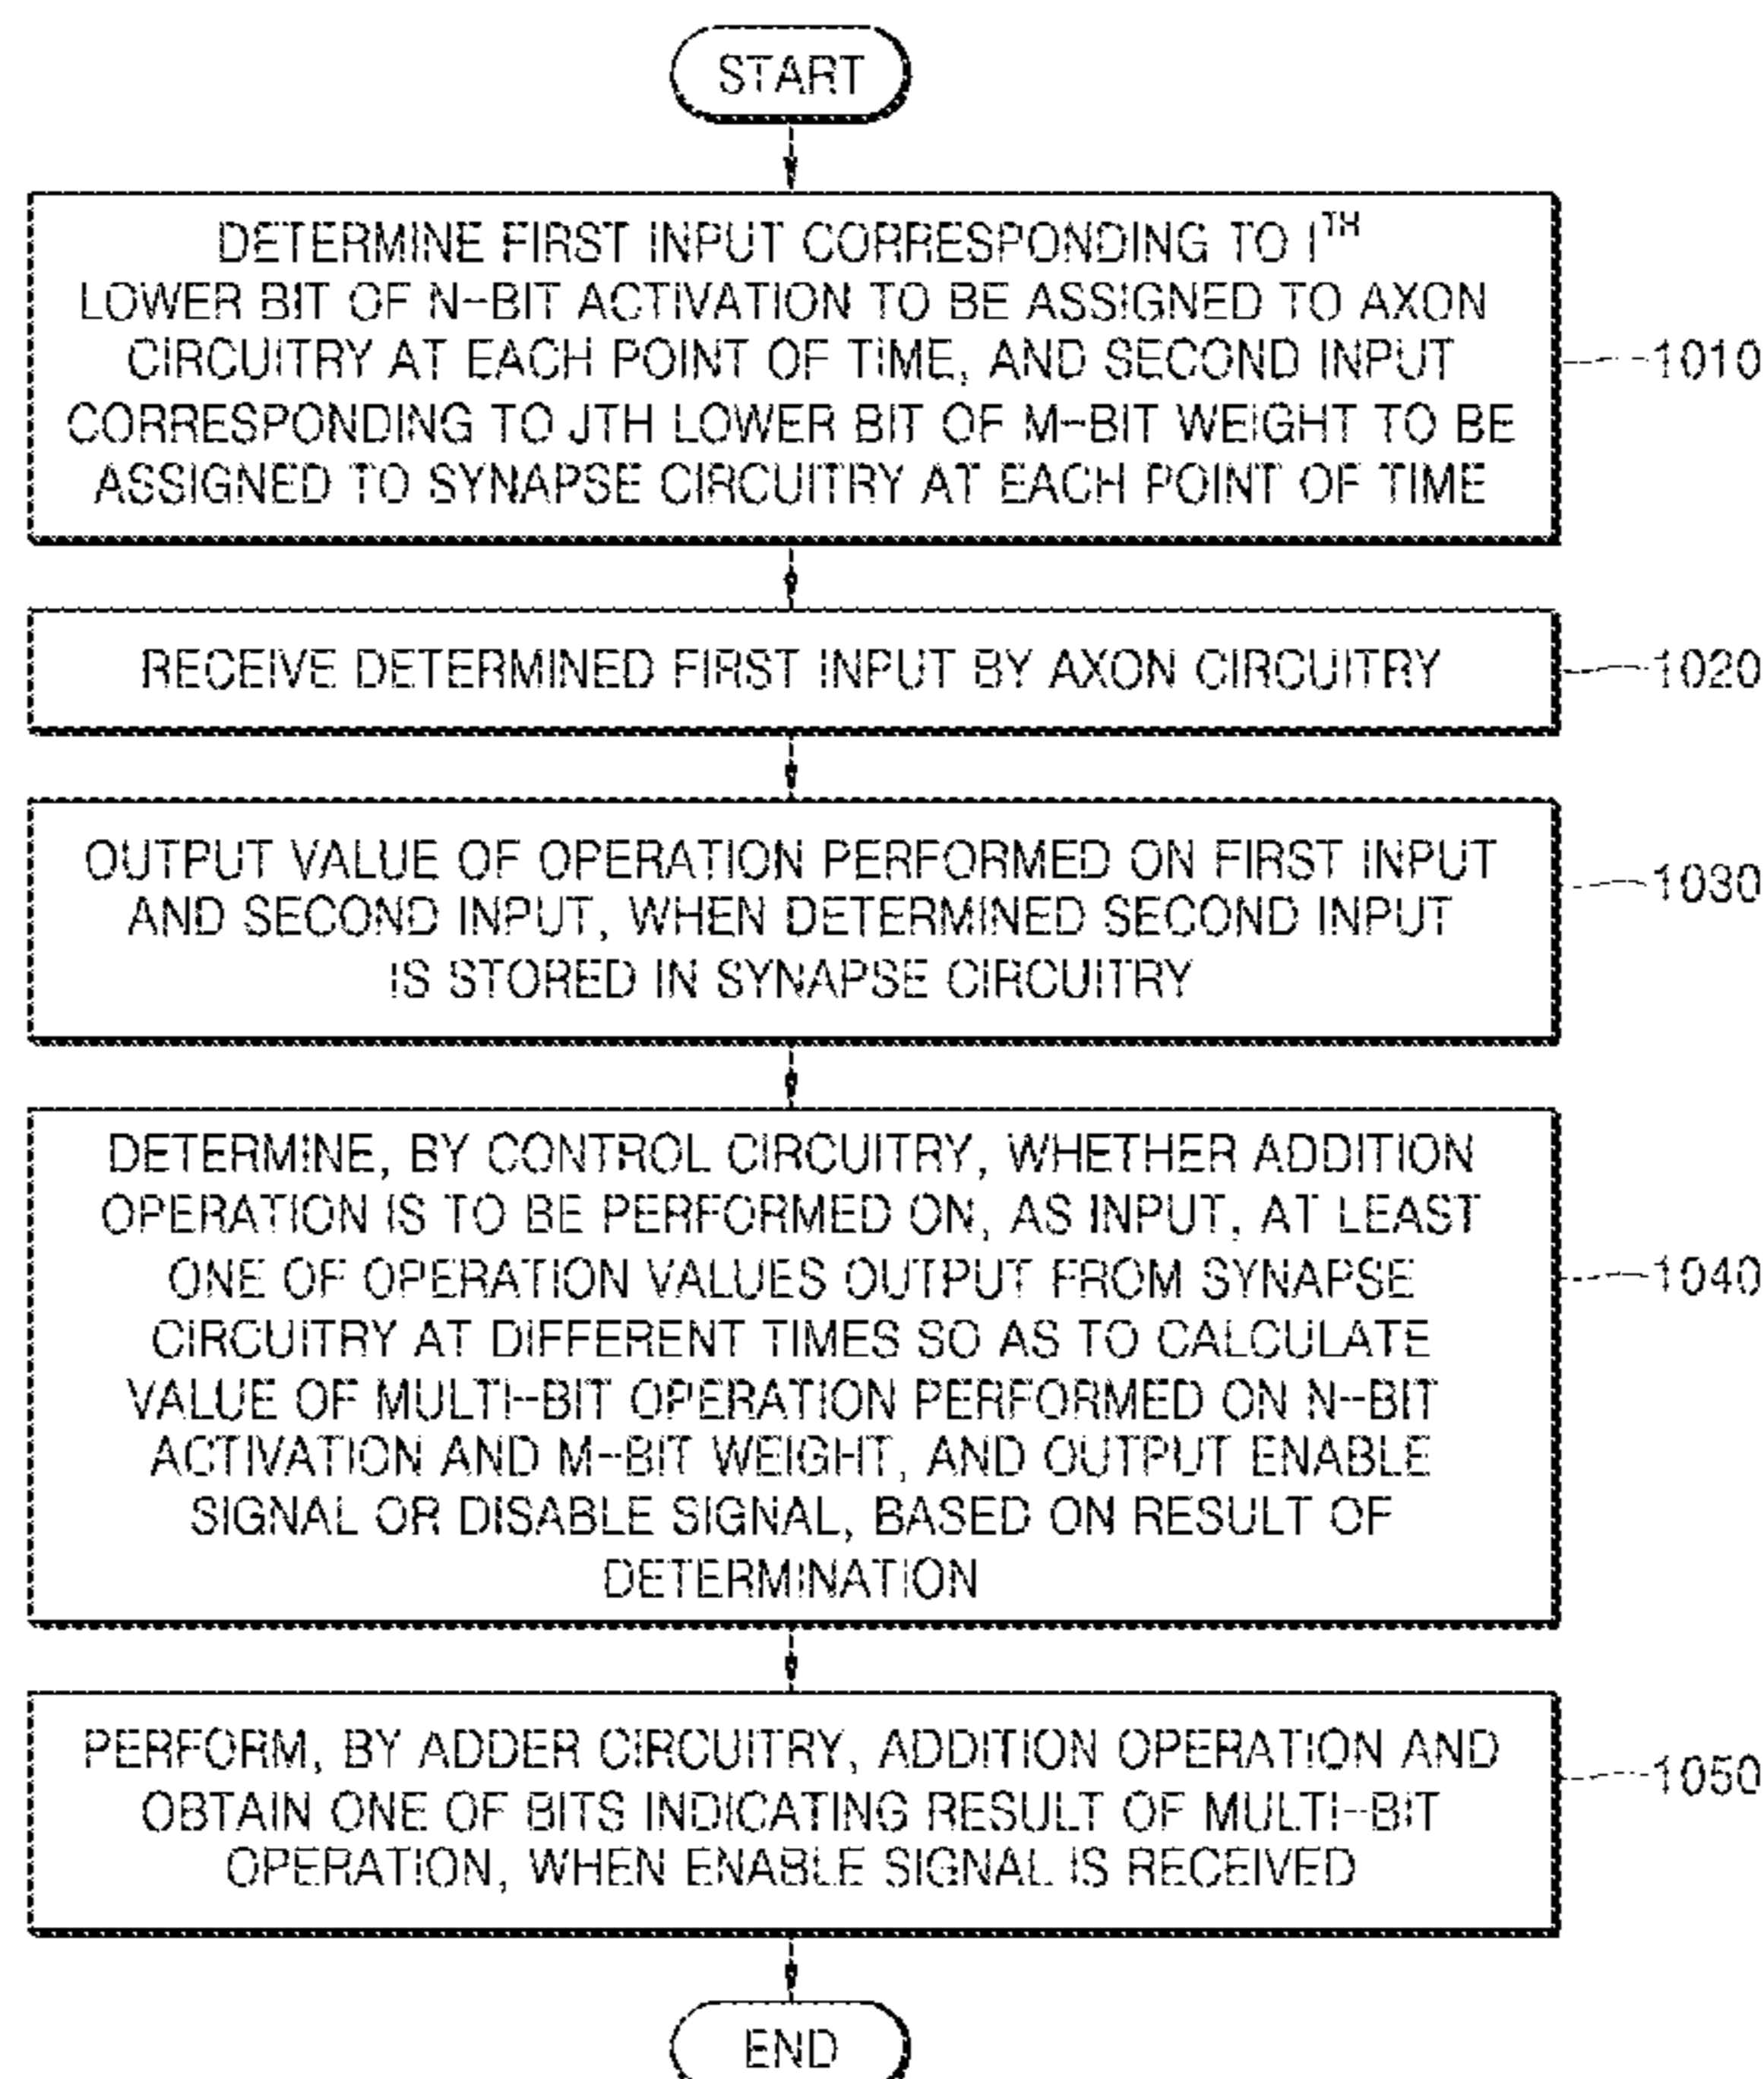 START
DETERMINE FIRST INPUT CORRESPONDING TO ITH
LOWER BIT OF N-BIT ACTIVATION TO BE ASSIGNED TO AXON
CIRCUITRY AT EACH POINT OF TIME, AND SECOND INPUT
CORRESPONDING TO JTH LOWER BIT OF M-BIT WEIGHT TO BE
ASSIGNED TO SYNAPSE CIRCUITRY AT EACH POINT OF TIME
1010
RECEIVE DETERMINED FIRST INPUT BY AXON CIRCUITRY
1020
OUTPUT VALUE OF OPERATION PERFORMED ON FIRST INPUT
AND SECOND INPUT, WHEN DETERMINED SECOND INPUT
IS STORED IN SYNAPSE CIRCUITRY
1030
DETERMINE, BY CONTROL CIRCUITRY, WHETHER ADDITION
OPERATION IS TO BE PERFORMED ON, AS INPUT, AT LEAST
ONE OF OPERATION VALUES OUTPUT FROM SYNAPSE
CIRCUITRY AT DIFFERENT TIMES SO AS TO CALCULATE
VALUE OF MULTI-BIT OPERATION PERFORMED ON N-BIT
ACTIVATION AND M-BIT WEIGHT, AND OUTPUT ENABLE
SIGNAL OR DISABLE SIGNAL, BASED ON RESULT OF
DETERMINATION
1040
PERFORM, BY ADDER CIRCUITRY, ADDITION OPERATION AND
OBTAIN ONE OF BITS INDICATING RESULT OF MULTI-BIT
OPERATION, WHEN ENABLE SIGNAL IS RECEIVED
1050
END